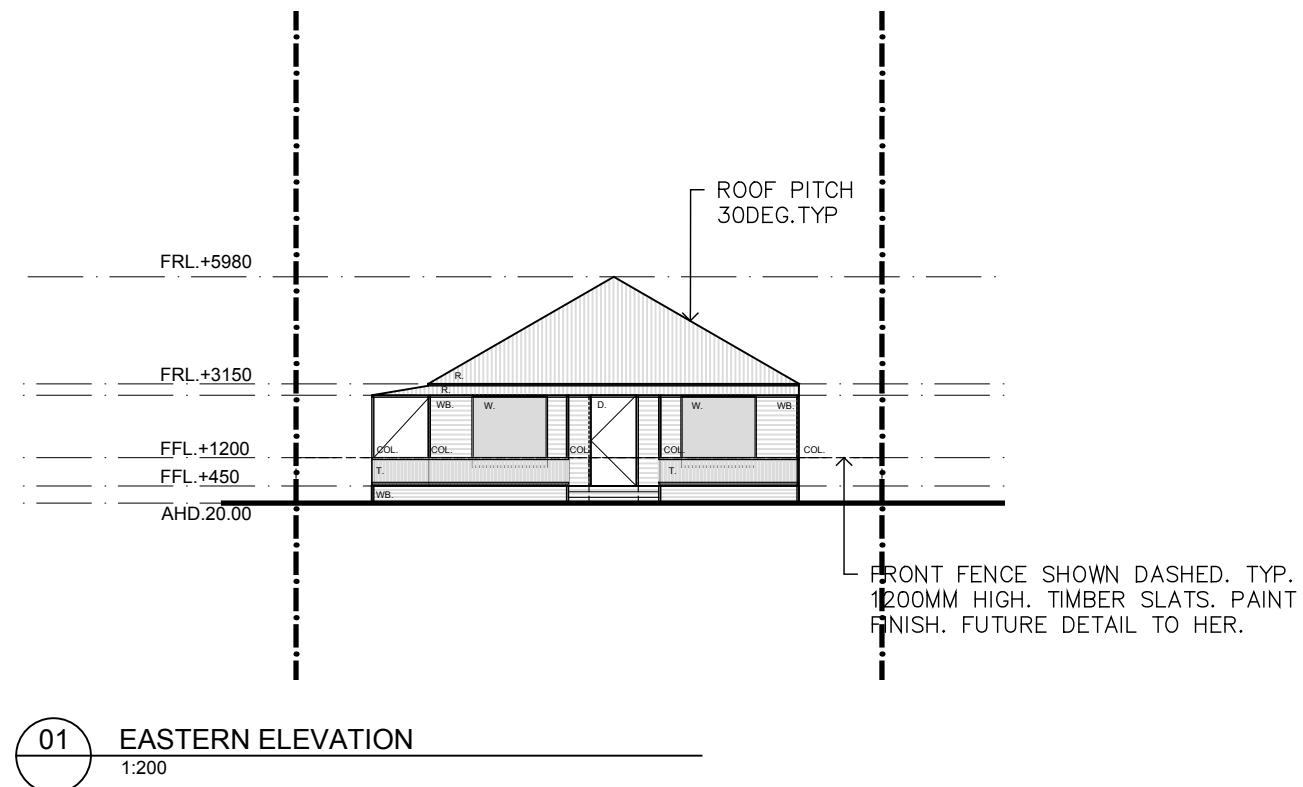 ROOF PITCH
30DEG.TYP
FRL.+5980
FRL.+3150
R.
R.
WB. W. D. W. WB.
FFL.+1200
COL. COL. COL. COL. COL.
FFL.+450
T. T.
WB.
AHD.20.00
FRONT FENCE SHOWN DASHED. TYP.
1200MM HIGH. TIMBER SLATS. PAINT
FINISH. FUTURE DETAIL TO HER.
01 EASTERN ELEVATION
1:200